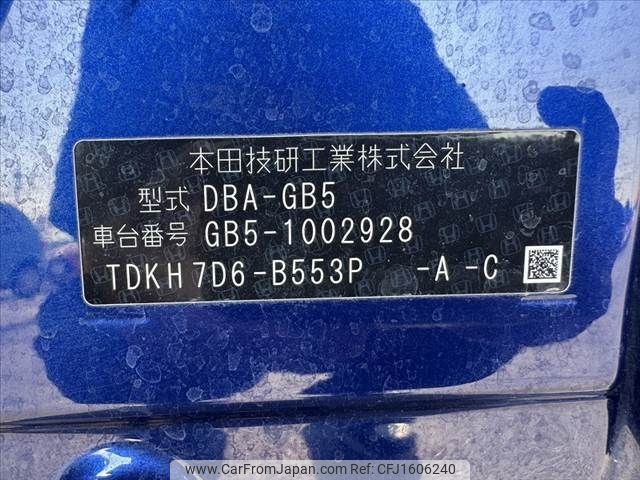 本田技研工業株式会社
型式 DBA-GB5
車台番号 GB5-1002928
TDKH7D6-B553P -A -C
www.CarFromJapan.com - CFJ1606240